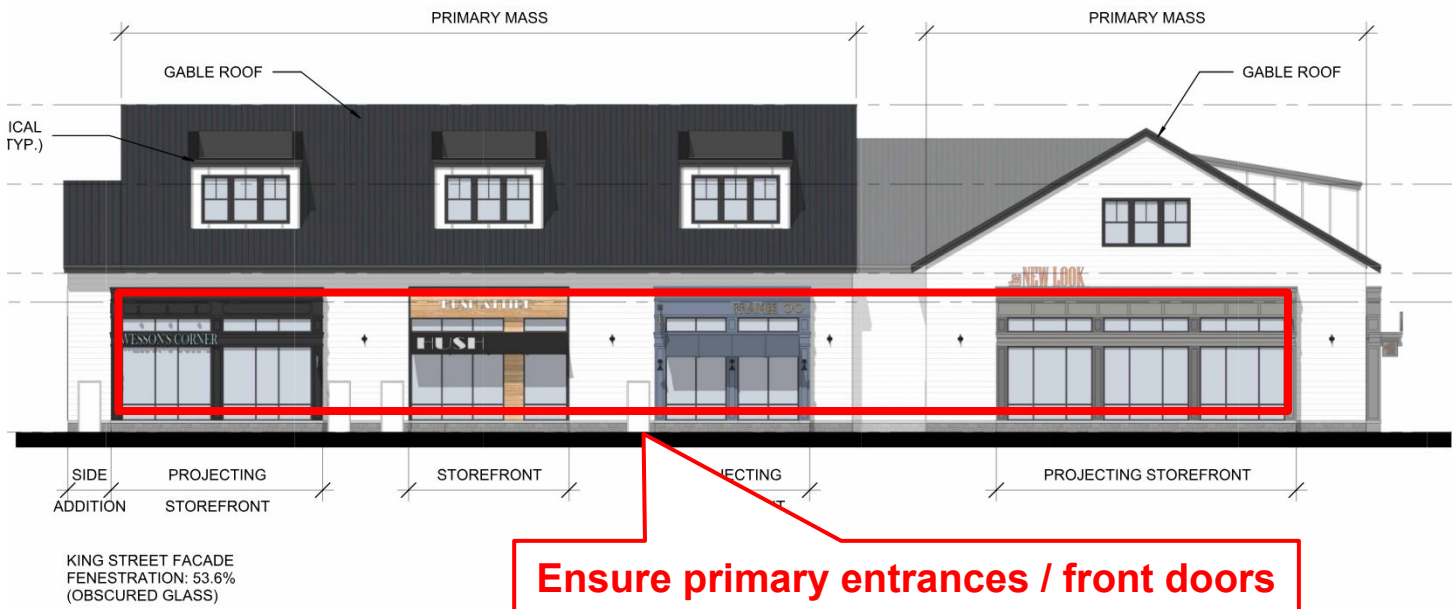 PRIMARY MASS
PRIMARY MASS
GABLE ROOF
GABLE ROOF
ICAL
TYP.)
NEW LOOK
WESSON'S CORNER
HUSH
SIDE
ADDITION
PROJECTING
STOREFRONT
STOREFRONT
JECTING
PROJECTING STOREFRONT
KING STREET FACADE
FENESTRATION: 53.6%
(OBSCURED GLASS)
Ensure primary entrances / front doors